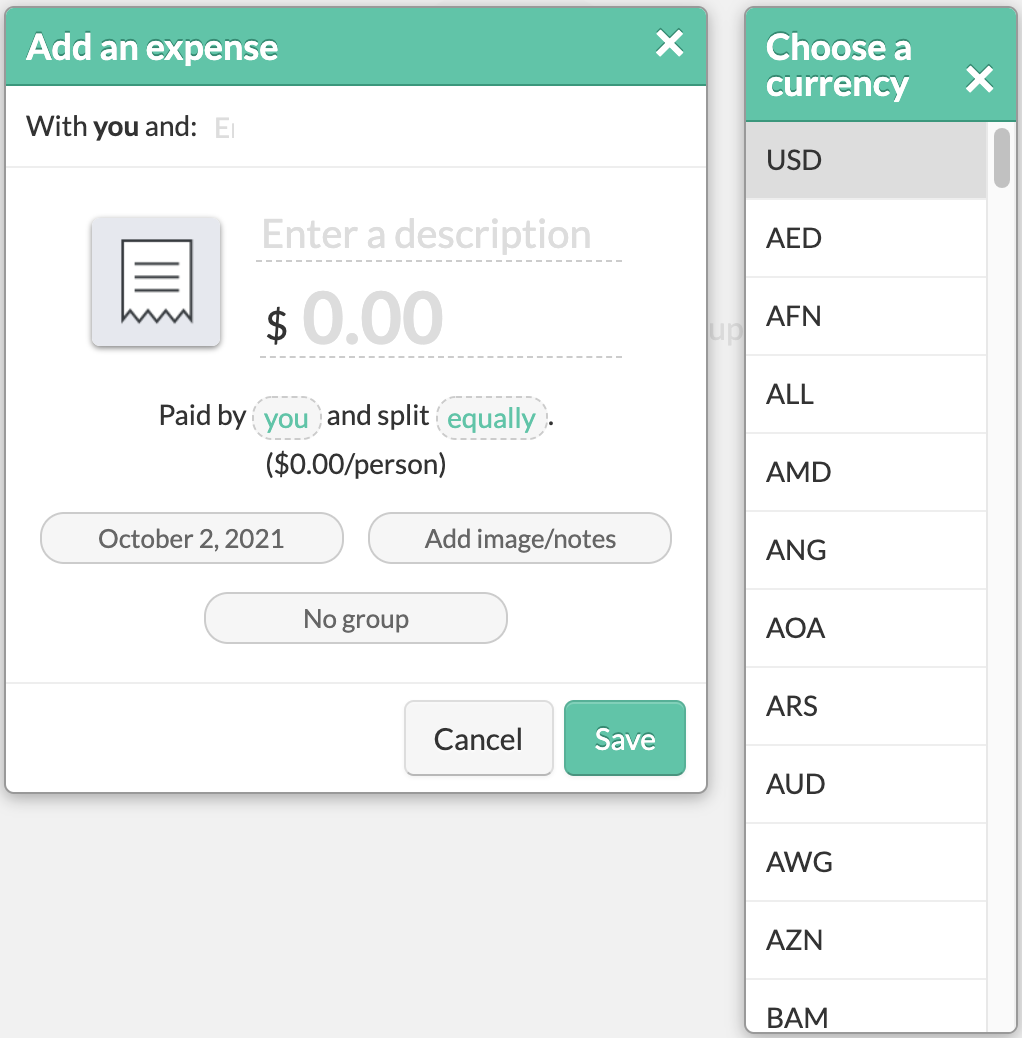 Add an expense
With you and:
Enter a description
$ 0.00
Paid by you and split equally.
($0.00/person)
October 2, 2021
Add image/notes
No group
Cancel
Save
up
Choose a
currency
USD
AED
AFN
ALL
AMD
ANG
AOA
ARS
AUD
AWG
AZN
BAM